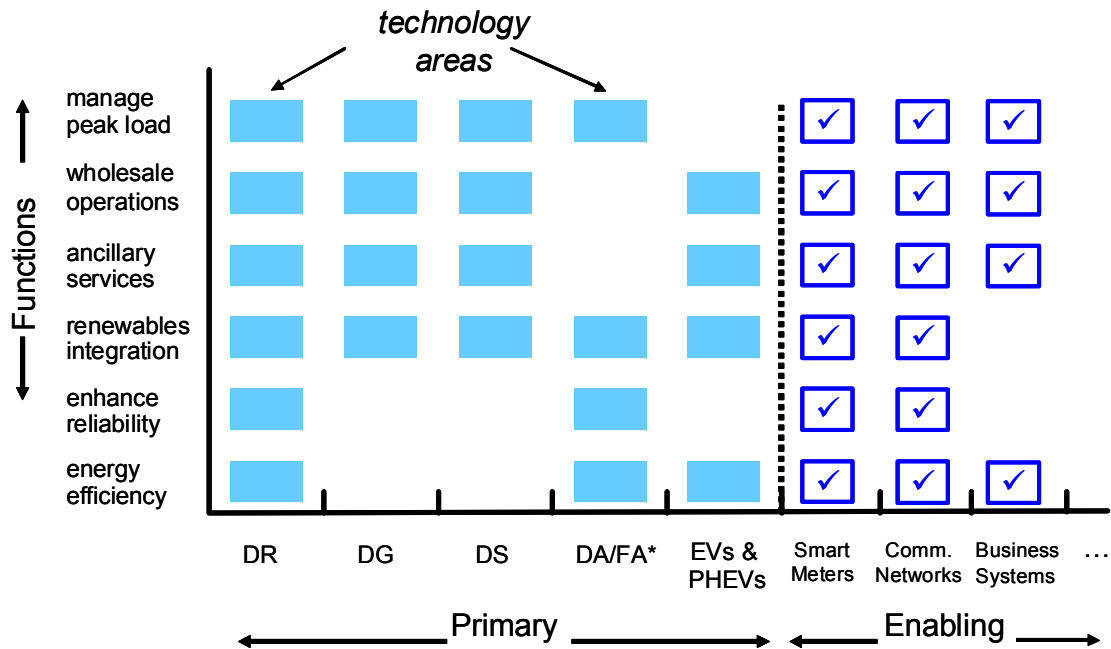 technology
areas
manage
peak load
wholesale
operations
ancillary
services
renewables
integration
enhance
reliability
energy
efficiency
Functions
DR
DG
DS
DA/FA*
EVs &
PHEVs
Smart
Meters
Comm.
Networks
Business
Systems
...
Primary
Enabling